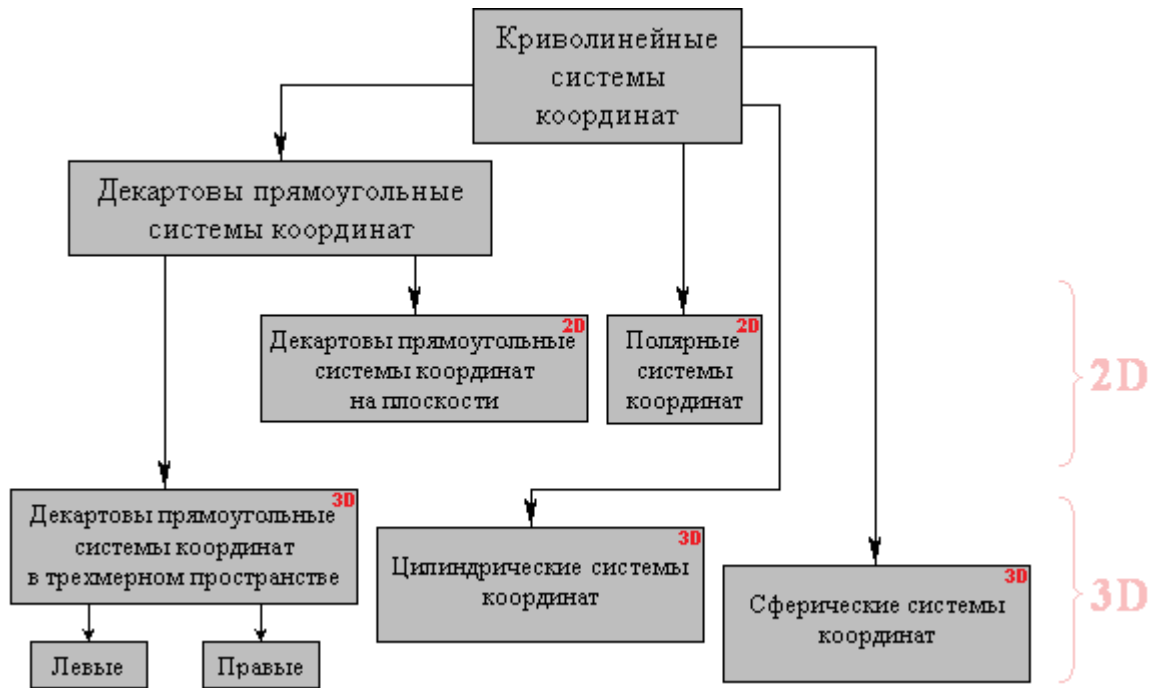 Криволинейные
системы
координат
Декартовы прямоугольные
системы координат
2D
Декартовы прямоугольные
системы координат
на плоскости
2D
Полярные
системы
координат
2D
3D
Декартовы прямоугольные
системы координат
в трехмерном пространстве
3D
Цилиндрические системы
координат
3D
Сферические системы
координат
3D
Левые
Правые